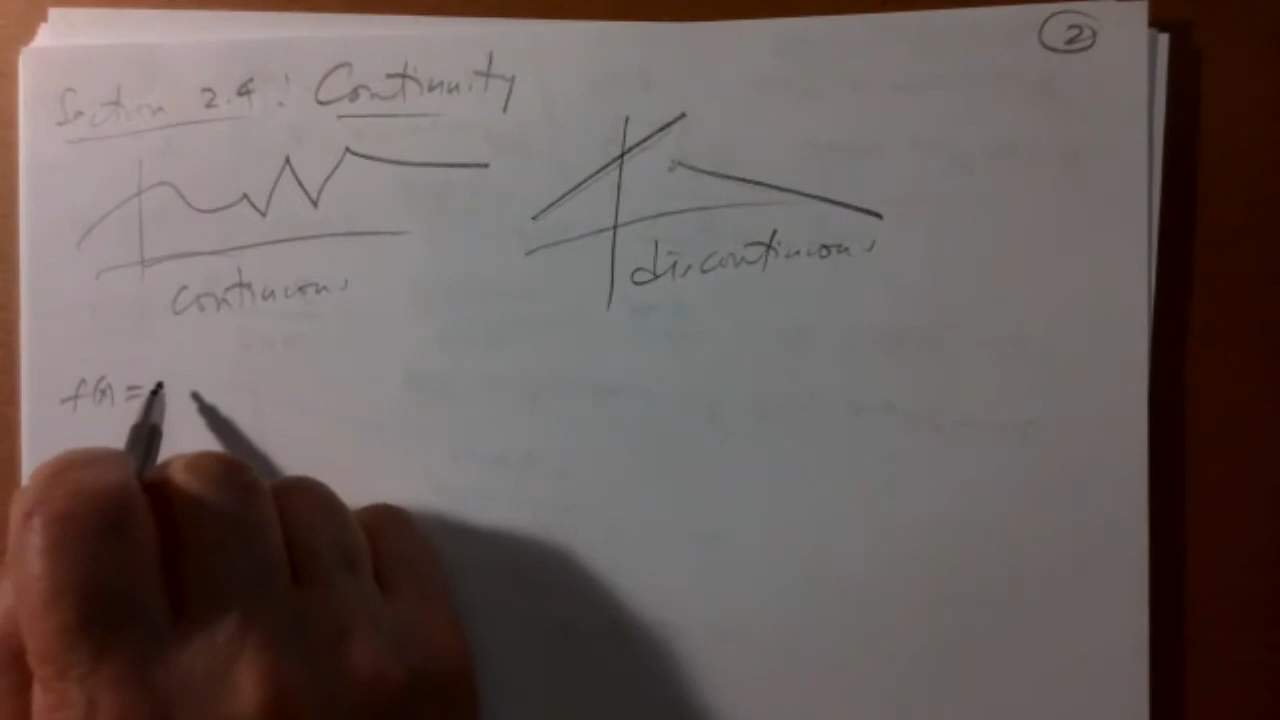 2
Section 2.4 : Continuity
continuous
discontinuous
f(x) =